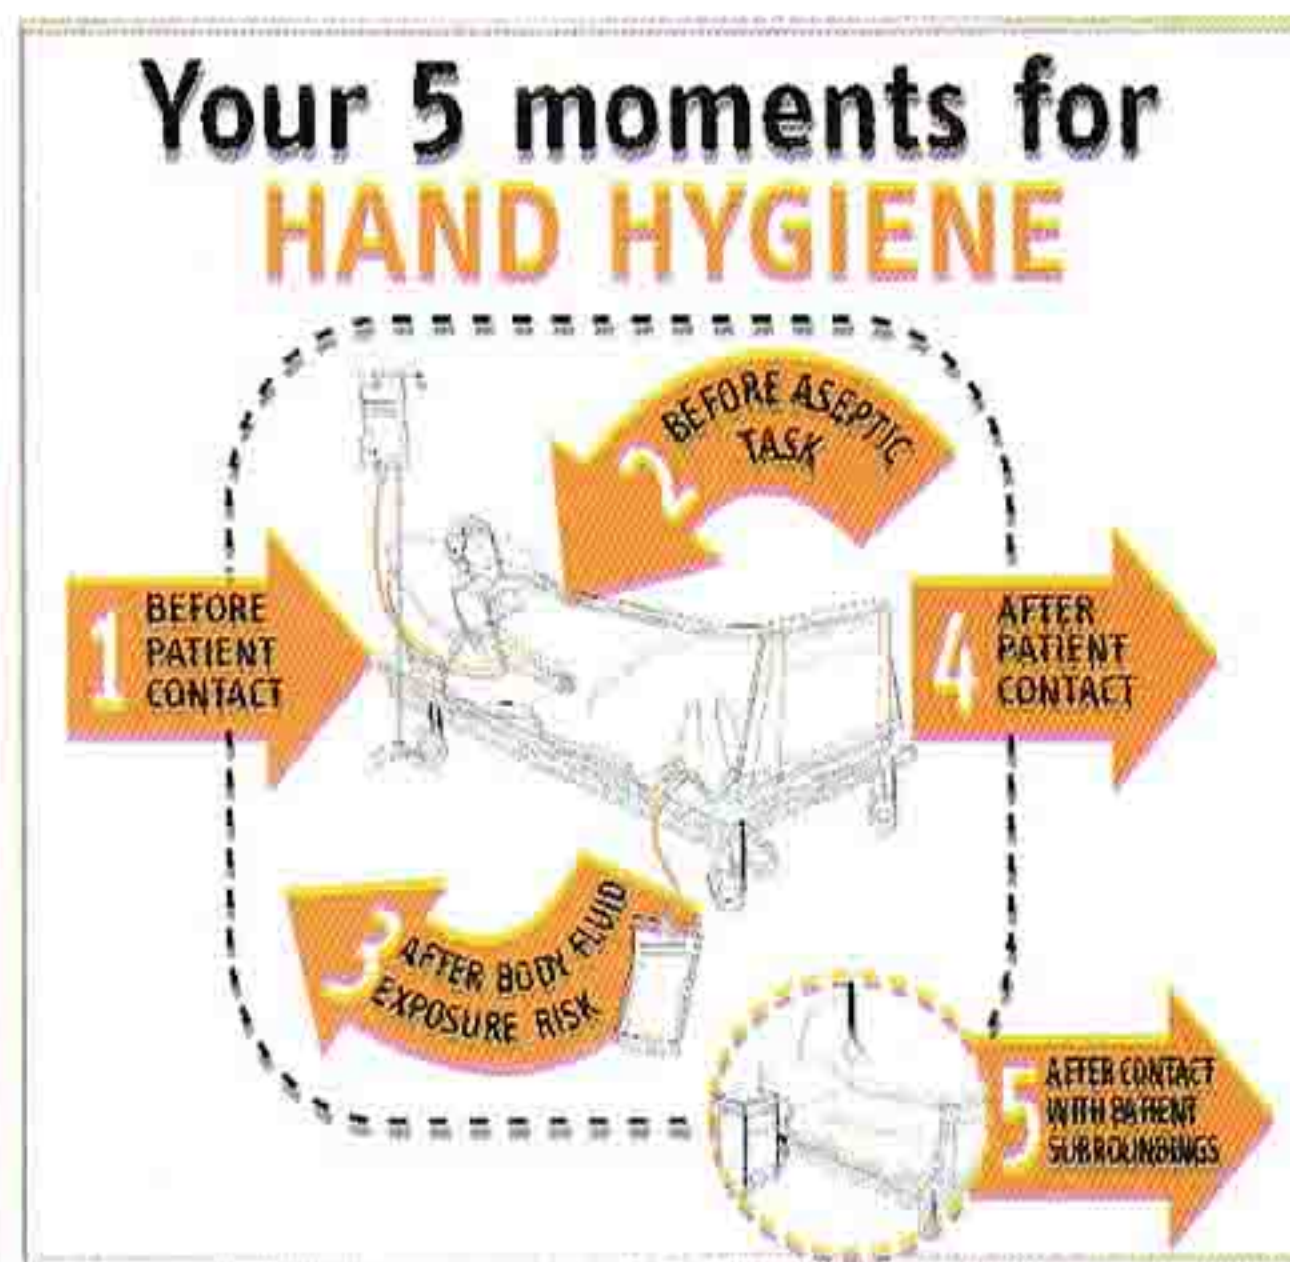 Your 5 moments for
HAND HYGIENE
1 BEFORE
PATIENT
CONTACT
2 BEFORE ASEPTIC
TASK
3 AFTER BODY FLUID
EXPOSURE RISK
4 AFTER
PATIENT
CONTACT
5 AFTER CONTACT
WITH PATIENT
SURROUNDINGS